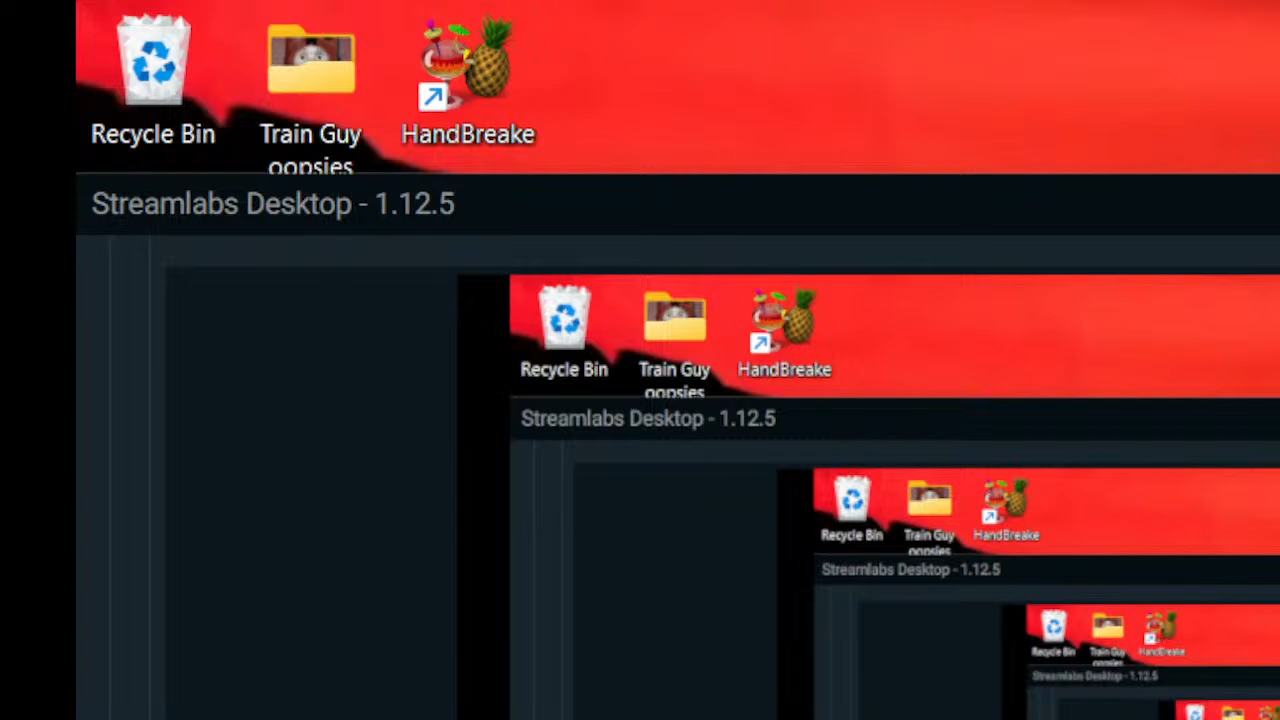 Recycle Bin
Train Guy
oopsies
HandBreake
Streamlabs Desktop - 1.12.5
Recycle Bin
Train Guy
oopsies
HandBreake
Streamlabs Desktop - 1.12.5
Recycle Bin
Train Guy
oopsies
HandBreake
Streamlabs Desktop - 1.12.5
Recycle Bin
Train Guy
oopsies
HandBreake
Streamlabs Desktop - 1.12.5